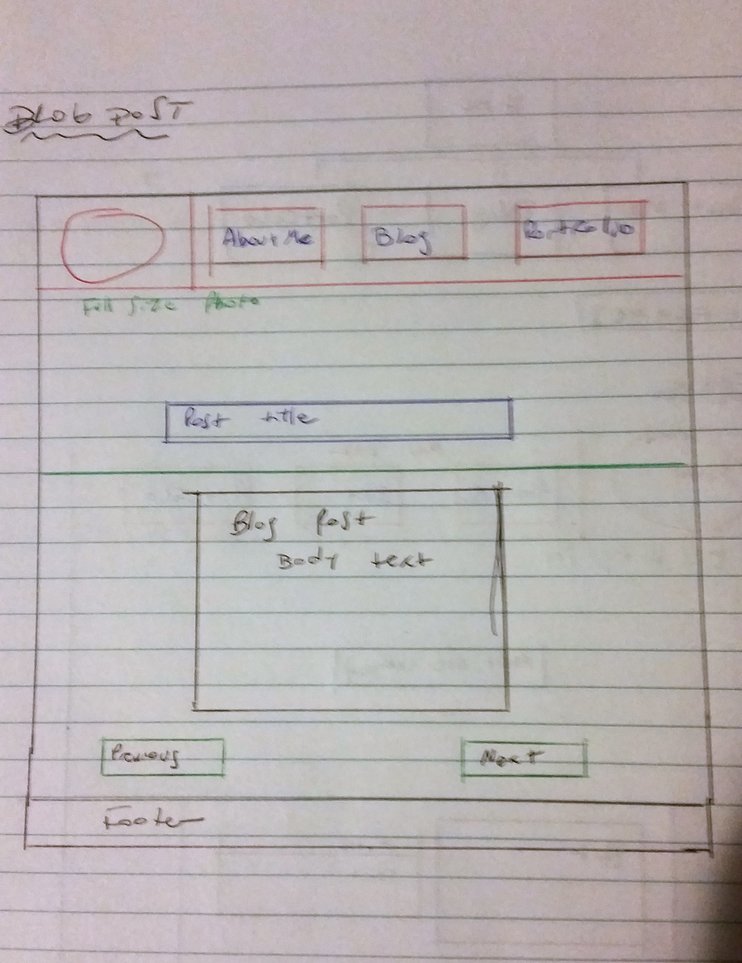 BLOG POST
About Me Blog Portfolio
Full Size Photo
Post title
Blog Post
Body text
Previous Next
Footer